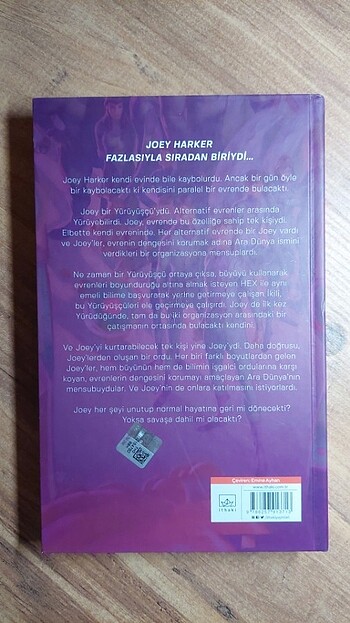 JOEY HARKER
FAZLASIYLA SIRADAN BİRİYDİ...
Joey Harker kendi evinde bile kaybolurdu. Ancak bir gün öyle
bir kaybolacaktı ki kendisini paralel bir evrende bulacaktı.
Joey bir Yürüyüşçü'ydü. Alternatif evrenler arasında
Yürüyebilirdi. Joey, evrende bu özelliğe sahip tek kişiydi.
Elbette kendi evreninde. Her alternatif evrende bir Joey vardı
ve Joey'ler, evrenin dengesini korumak adına Ara Dünya ismini
verdikleri bir organizasyona mensuplardı.
Ne zaman bir Yürüyüşçü ortaya çıksa, büyüyü kullanarak
evrenleri boyunduruğu altına almak isteyen HEX ile aynı
emeli bilime başvurarak yerine getirmeye çalışan İkili,
bu Yürüyüşçüleri ele geçirmeye çalışırdı. Joey de ilk kez
Yürüdüğünde, tam da bu iki organizasyon arasındaki bir
çatışmanın ortasında bulacaktı kendini.
Ve Joey'yi kurtarabilecek tek kişi yine Joey'ydi. Daha doğrusu,
Joey'lerden oluşan bir ordu. Her biri farklı boyutlardan gelen
Joey'ler, hem büyünün hem de bilimin işgalci ordularına karşı
koyan, evrenlerin dengesini korumayı amaçlayan Ara Dünya'nın
mensubuydular. Ve Joey'nin de onlara katılmasını istiyorlardı.
Joey her şeyi unutup normal hayatına geri mi dönecekti?
Yoksa savaşa dahil mi olacaktı?
Çeviren: Emine Ayhan
www.ithaki.com.tr
ithaki